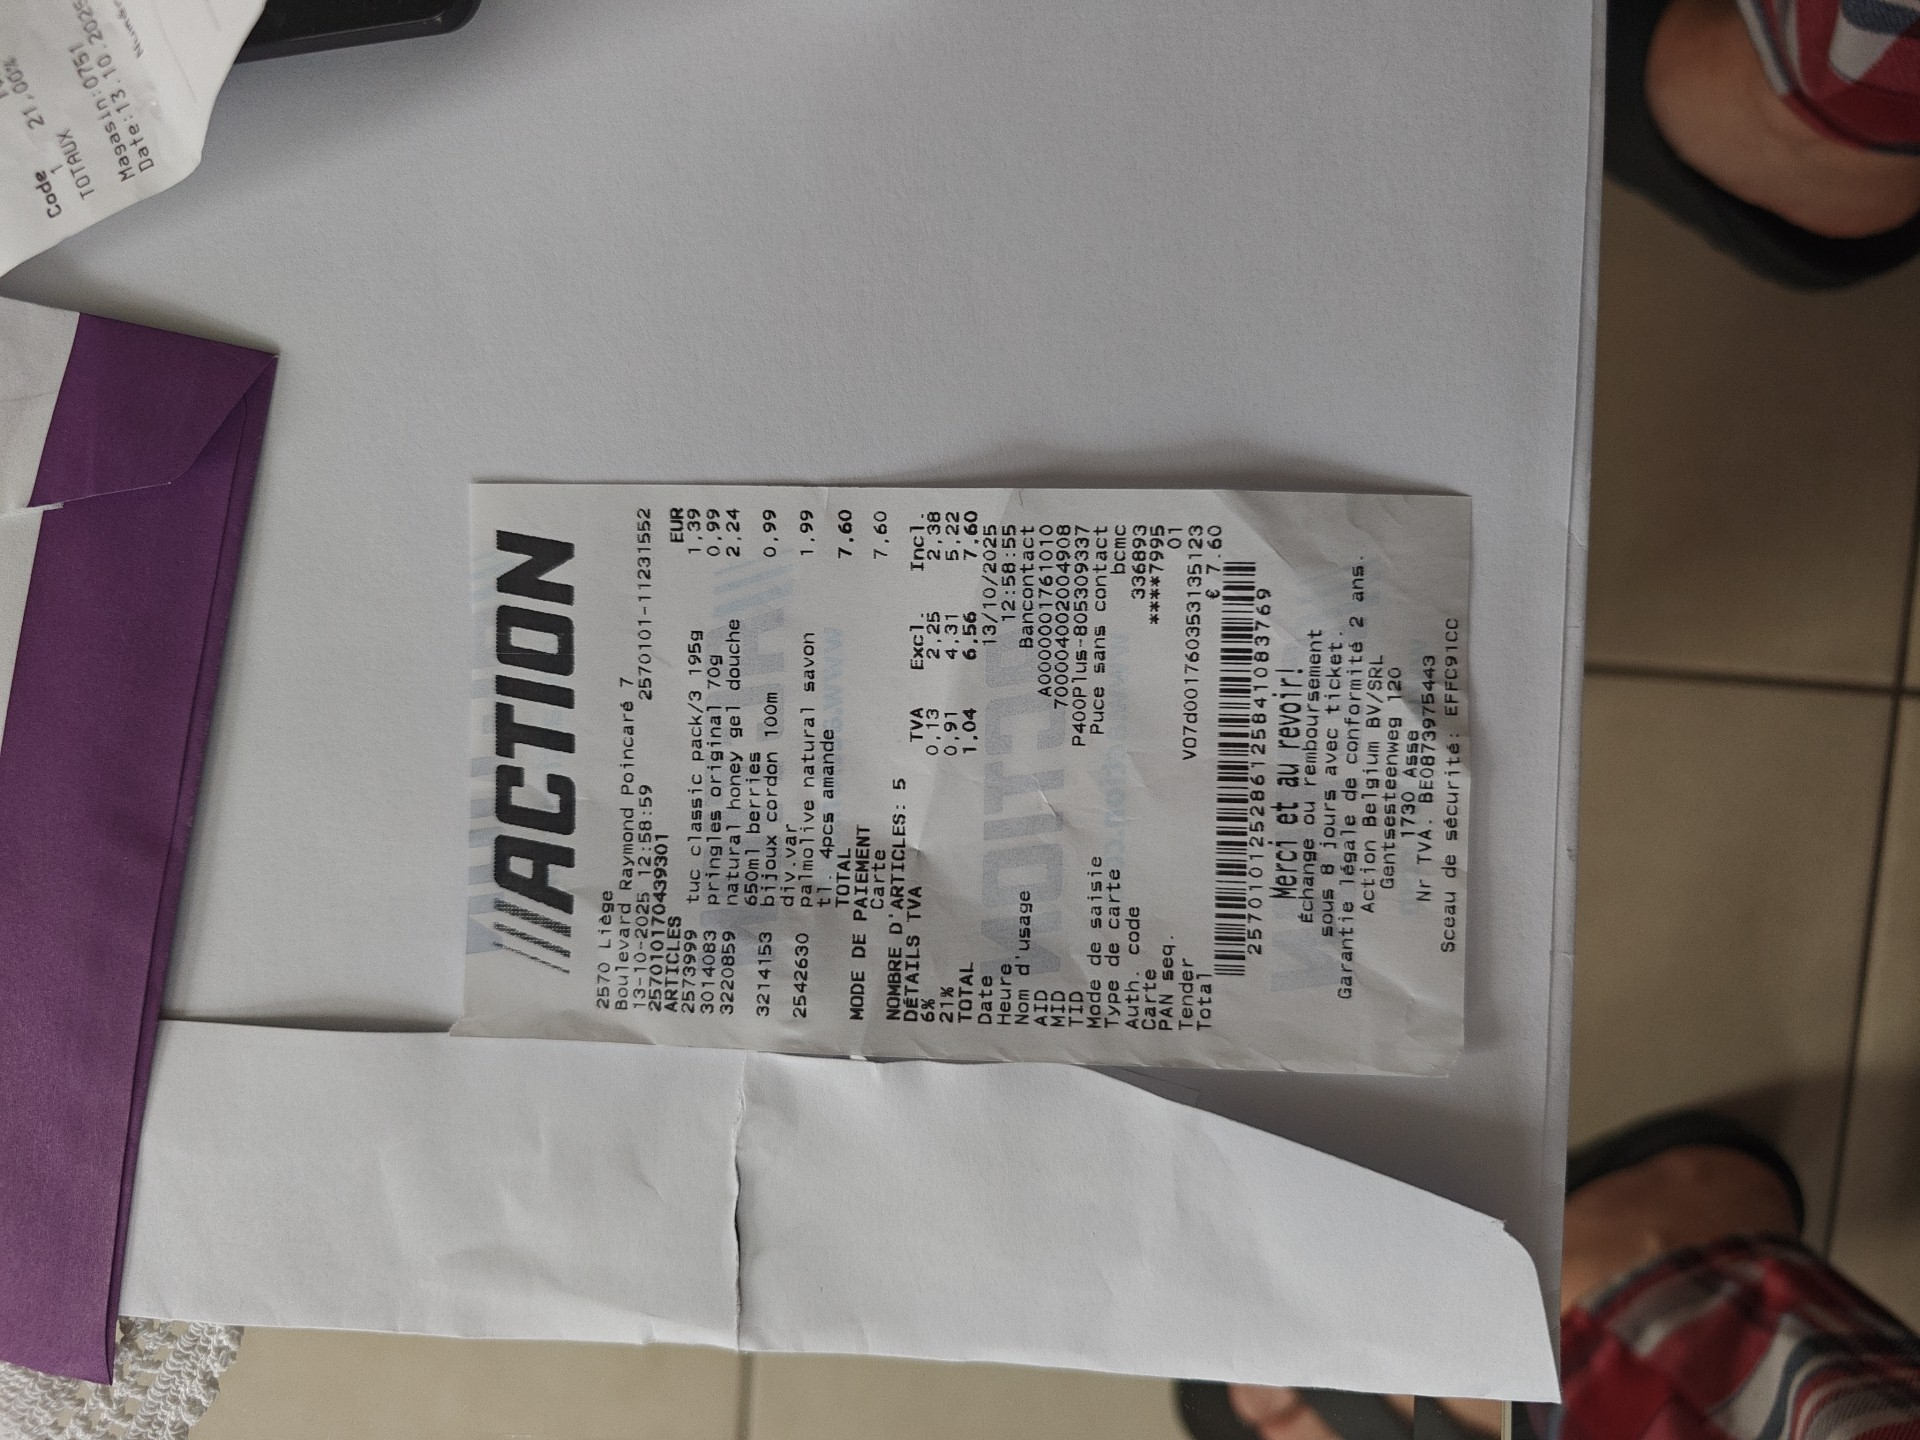 Code
1 21,00%
TOTAUX
Magasin:0751
Date:13.10.2025
ACTION
2570 Liège
Boulevard Raymond Poincaré 7
13-10-2025 12:58:59 2570101-11231552
2570101170439301
ARTICLES EUR
2573999 tuc classic pack/3 195g 1,39
3014083 pringles original 70g 0,99
3220859 natural honey gel douche 2,24
650ml berries
3214153 bijoux cordon 100m 0,99
div.var
2542630 palmolive natural savon 1,99
tl. 4pcs amande
TOTAL 7,60
MODE DE PAIEMENT
Carte 7,60
NOMBRE D'ARTICLES: 5
DÉTAILS TVA TVA Excl. Incl.
6% 0,13 2,25 2,38
21% 0,91 4,31 5,22
TOTAL 1,04 6,56 7,60
Date 13/10/2025
Heure 12:58:55
Nom d'usage Bancontact
AID A0000001761010
MID 700004002004908
TID P400Plus-805309337
Mode de saisie Puce sans contact
Type de carte bcmc
Auth. code 336893
Carte ****7995
PAN seq. 01
Tender V07d001760353135123
Total € 7.60
2570101252861258410837​69
Merci et au revoir!
Échange ou remboursement
sous 8 jours avec ticket.
Garantie légale de conformité 2 ans.
Action Belgium BV/SRL
Gentsesteenweg 120
1730 Asse
Nr TVA. BE0873975443
Sceau de sécurité: EFFC91CC